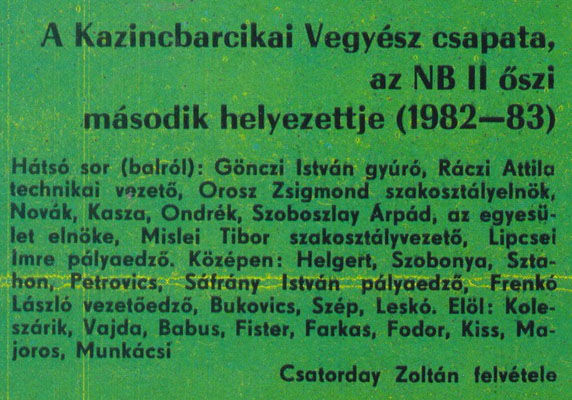 A Kazincbarcikai Vegyész csapata,
az NB II őszi
második helyezettje (1982—83)
Hátsó sor (balról): Gönczi István gyúró, Ráczi Attila
technikai vezető, Orosz Zsigmond szakosztályelnök,
Novák, Kasza, Ondrék, Szoboszlay Árpád, az egyesü-
let elnöke, Mislei Tibor szakosztályvezető, Lipcsei
Imre pályaedző. Középen: Helgert, Szobonya, Szta-
hon, Petrovics, Sáfrány István pályaedző, Frenkó
László vezetőedző, Bukovics, Szép, Leskó. Elöl: Kole-
szárik, Vajda, Babus, Fister, Farkas, Fodor, Kiss, Ma-
joros, Munkácsi
Csatorday Zoltán felvétele